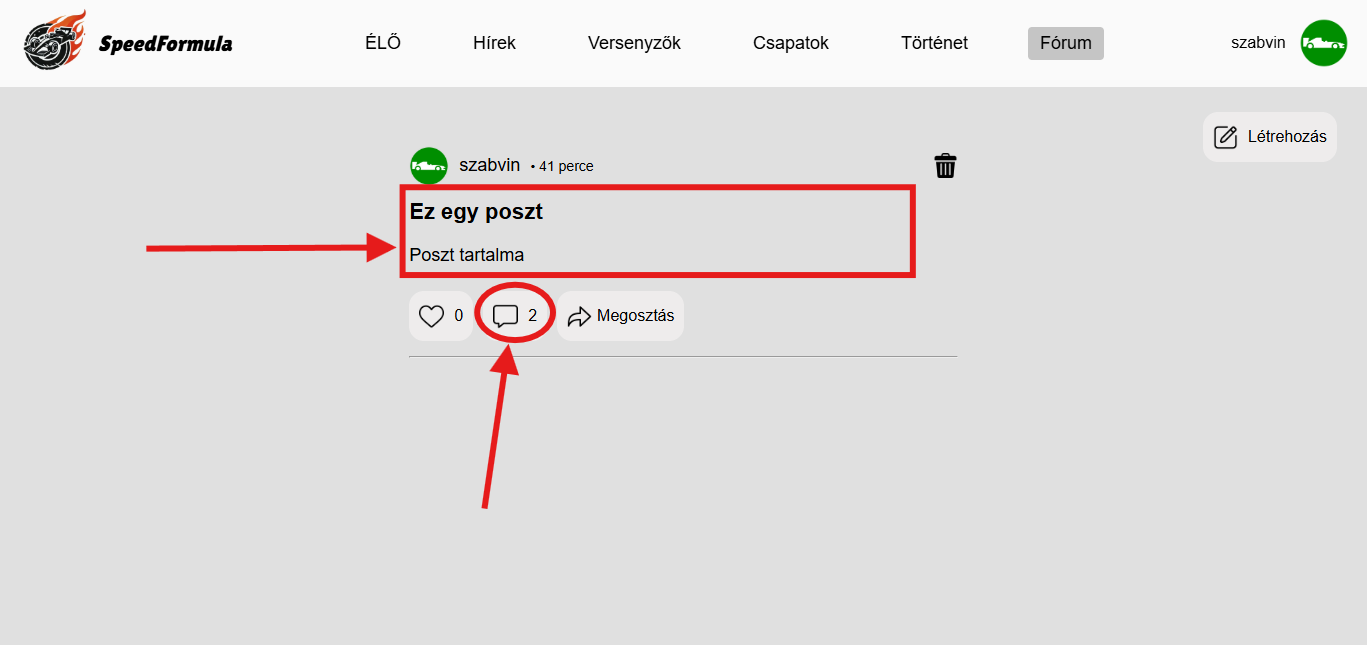 SpeedFormula
ÉLŐ
Hírek
Versenyzők
Csapatok
Történet
Fórum
szabvin
Létrehozás
szabvin • 41 perce
Ez egy poszt
Poszt tartalma
0
2
Megosztás